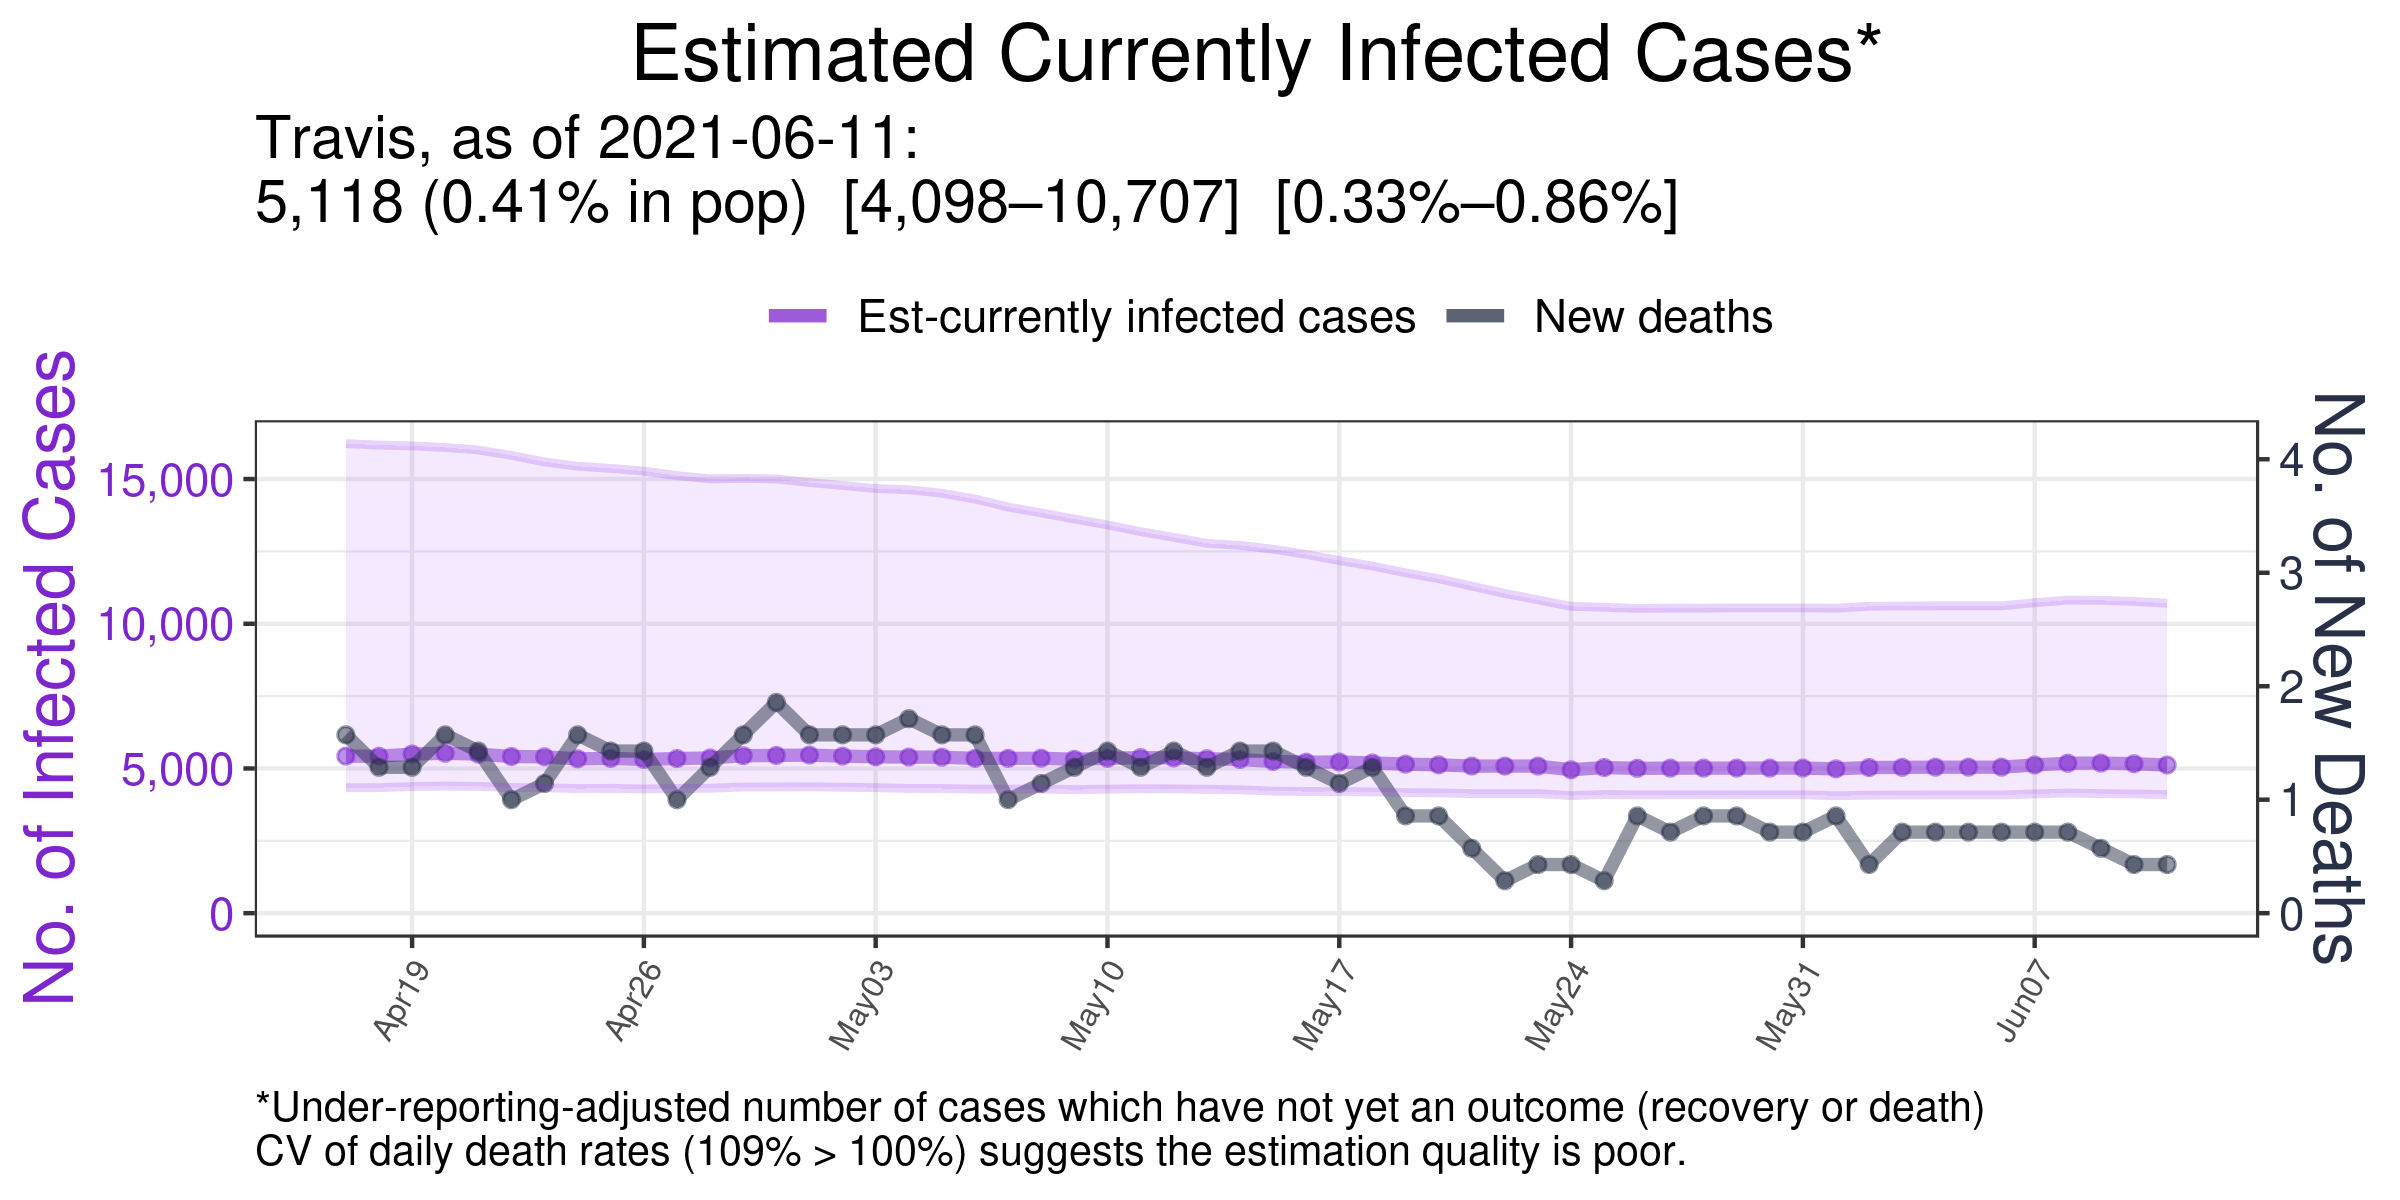 Estimated Currently Infected Cases*
Travis, as of 2021-06-11:
5,118 (0.41% in pop)  [4,098–10,707]  [0.33%–0.86%]
Est-currently infected cases
New deaths
No. of Infected Cases
15,000
10,000
5,000
0
No. of New Deaths
4
3
2
1
0
Apr19
Apr26
May03
May10
May17
May24
May31
Jun07
*Under-reporting-adjusted number of cases which have not yet an outcome (recovery or death)
CV of daily death rates (109% > 100%) suggests the estimation quality is poor.